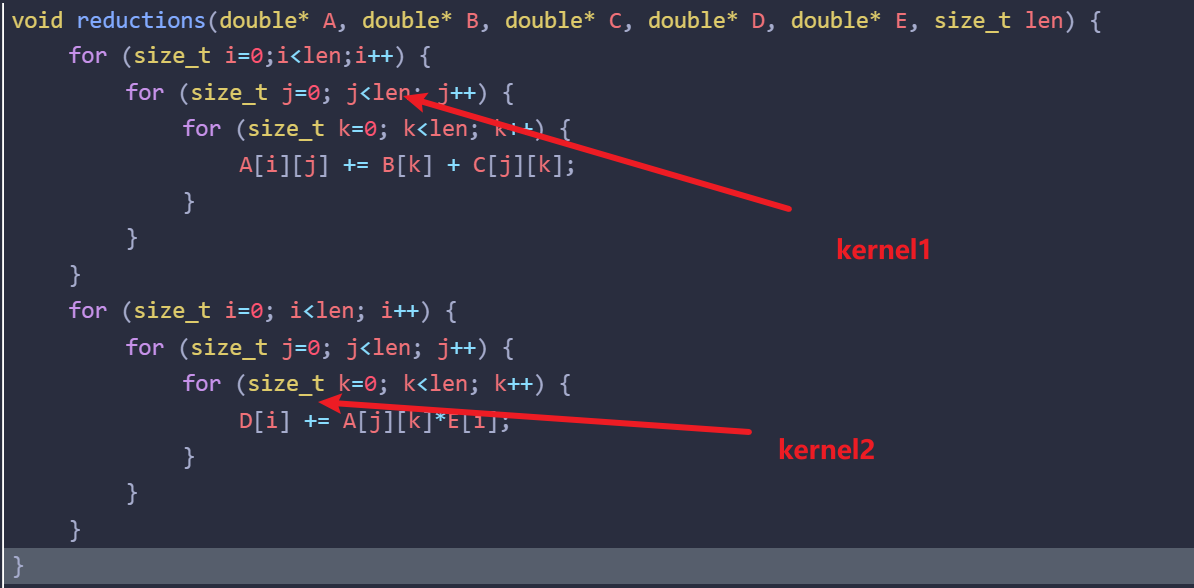 void reductions(double* A, double* B, double* C, double* D, double* E, size_t len) {
    for (size_t i=0;i<len;i++) {
        for (size_t j=0; j<len; j++) {
            for (size_t k=0; k<len; k++) {
                A[i][j] += B[k] + C[j][k];
            }
        }
kernel1
    }
    for (size_t i=0; i<len; i++) {
        for (size_t j=0; j<len; j++) {
            for (size_t k=0; k<len; k++) {
                D[i] += A[j][k]*E[i];
            }
kernel2
        }
    }
}